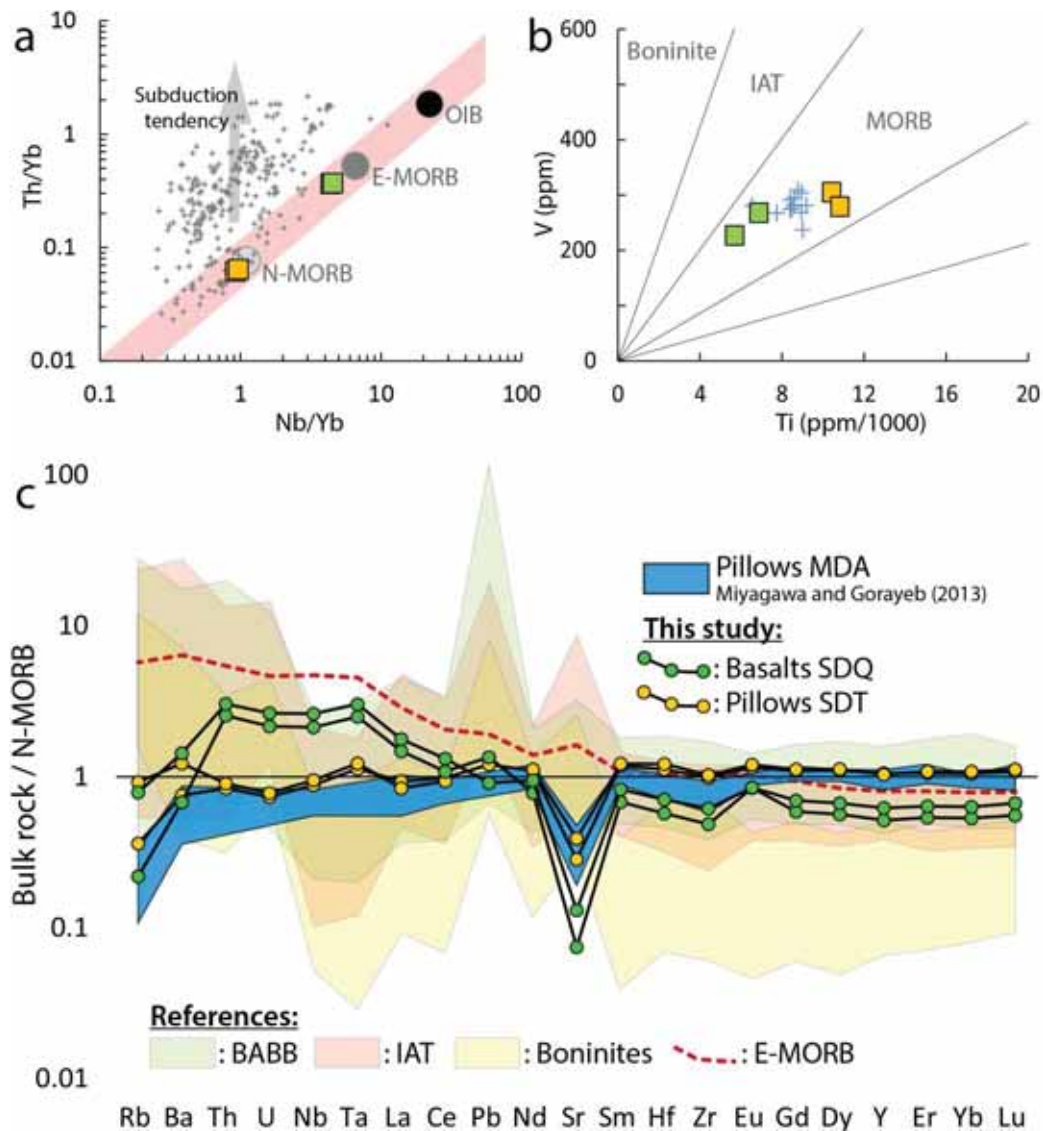 a
10
1
0.1
0.01
Th/Yb
0.1
1
10
100
Nb/Yb
Subduction
tendency
OIB
E-MORB
N-MORB
b
600
400
200
0
V (ppm)
0
4
8
12
16
20
Ti (ppm/1000)
Boninite
IAT
MORB
c
100
10
1
0.1
0.01
Bulk rock / N-MORB
Pillows MDA
Miyagawa and Gorayeb (2013)
This study:
: Basalts SDQ
: Pillows SDT
References:
: BABB
: IAT
: Boninites
: E-MORB
Rb Ba Th U Nb Ta La Ce Pb Nd Sr Sm Hf Zr Eu Gd Dy Y Er Yb Lu